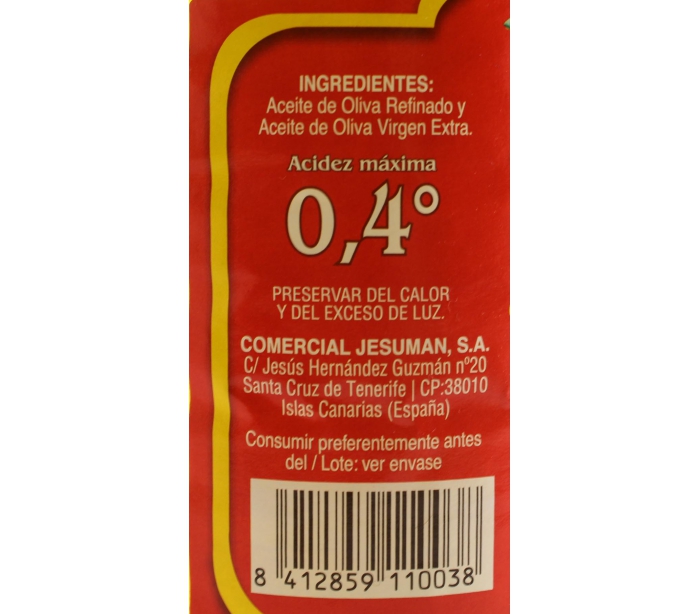 INGREDIENTES:
Aceite de Oliva Refinado y
Aceite de Oliva Virgen Extra.
Acidez máxima
0,4°
PRESERVAR DEL CALOR
Y DEL EXCESO DE LUZ.
COMERCIAL JESUMAN, S.A.
C/ Jesús Hernández Guzmán nº20
Santa Cruz de Tenerife | CP:38010
Islas Canarias (España)
Consumir preferentemente antes
del / Lote: ver envase
8 412859 110038